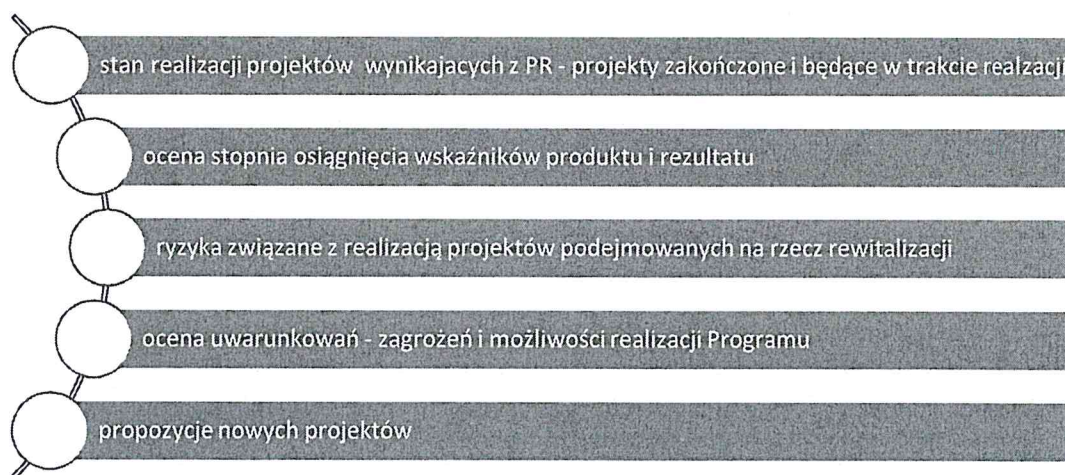 stan realizacji projektów wynikajacych z PR - projekty zakończone i będące w trakcie realzacji
ocena stopnia osiągnięcia wskaźników produktu i rezultatu
ryzyka związane z realizacją projektów podejmowanych na rzecz rewitalizacji
ocena uwarunkowań - zagrożeń i możliwości realizacji Programu
propozycje nowych projektów